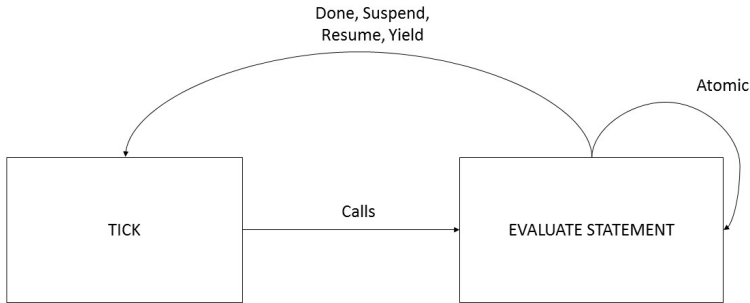 Done, Suspend,
Resume, Yield
Atomic
Calls
TICK
EVALUATE STATEMENT